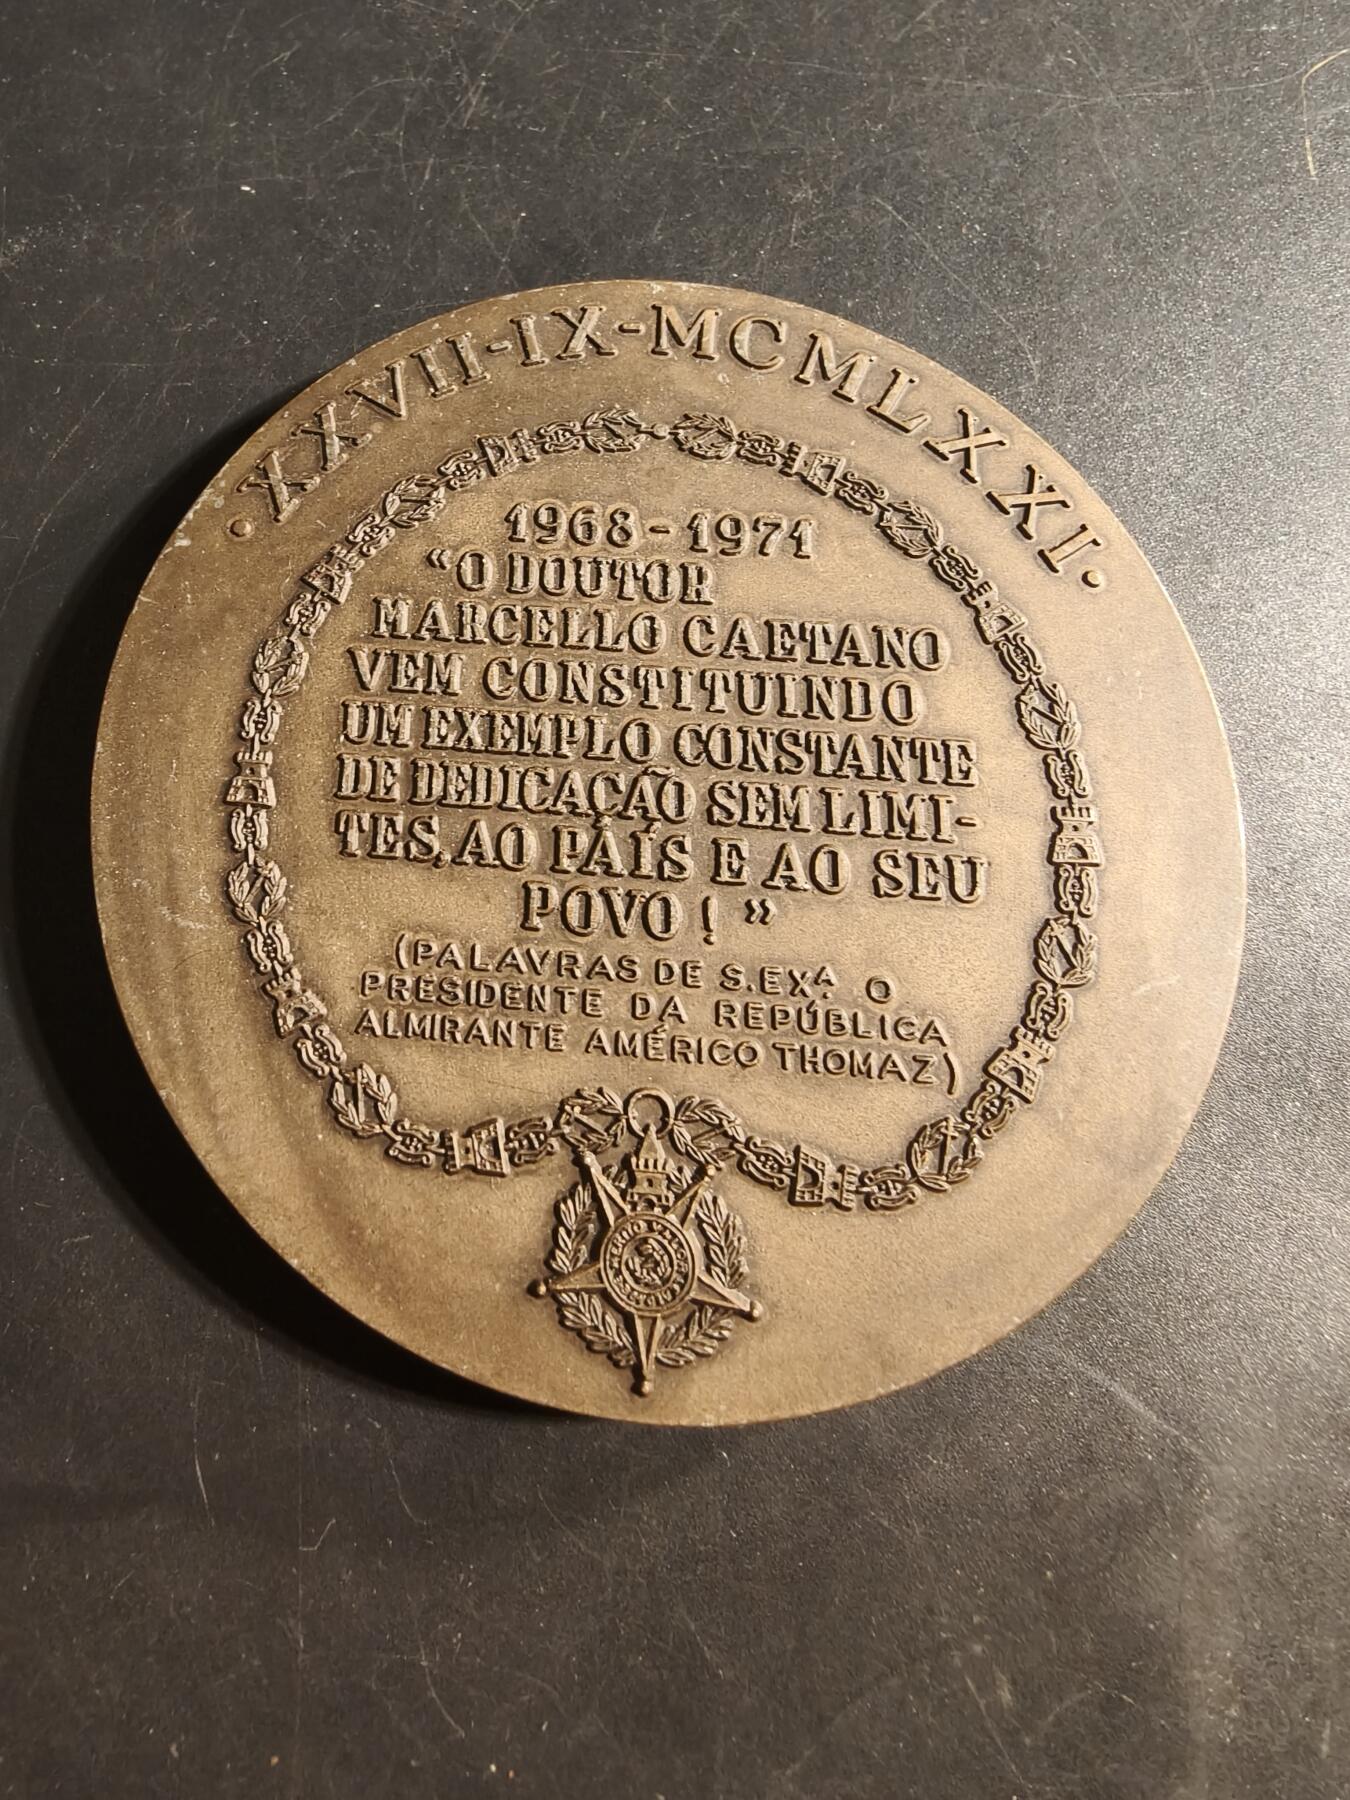 ·XXVII-IX-MCMLXXI·
1968-1971
“O DOUTOR
MARCELLO CAETANO
VEM CONSTITUINDO
UM EXEMPLO CONSTANTE
DE DEDICAÇÃO SEM LIMI-
TES, AO PÁÍS E AO SEU
POVO! ”
(PALAVRAS DE S.EXª O
PRESIDENTE DA REPÚBLICA
ALMIRANTE AMÉRICO THOMAZ)